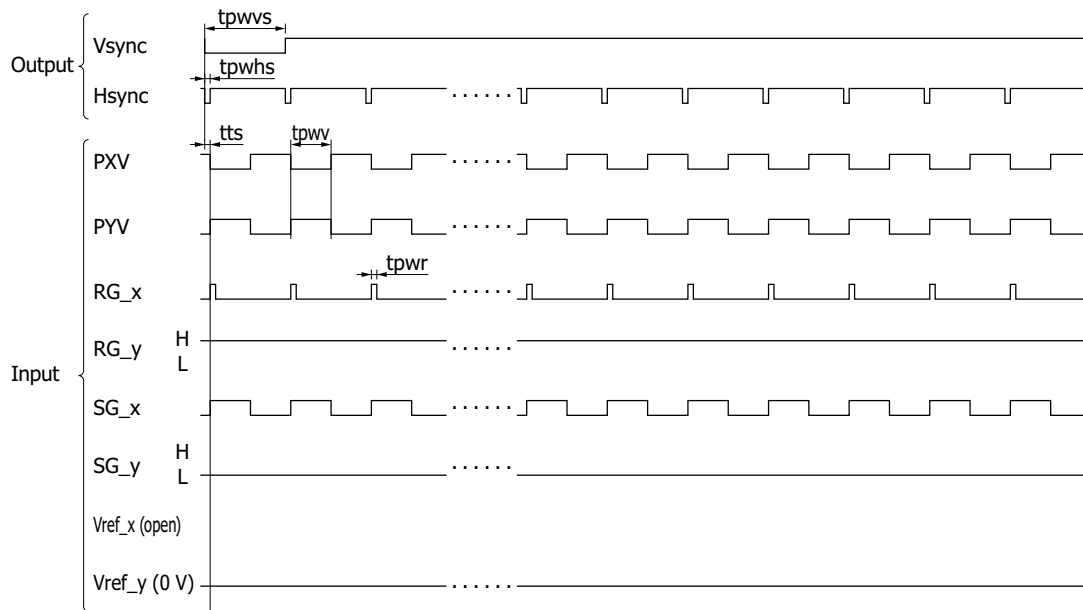 tpwvs
Output
Vsync
tpwhs
Hsync
......
tts
tpwv
PXV
......
PYV
......
tpwr
RG_x
......
Input
RG_y
H
L
......
SG_x
......
SG_y
H
L
......
Vref_x (open)
Vref_y (0 V)
......